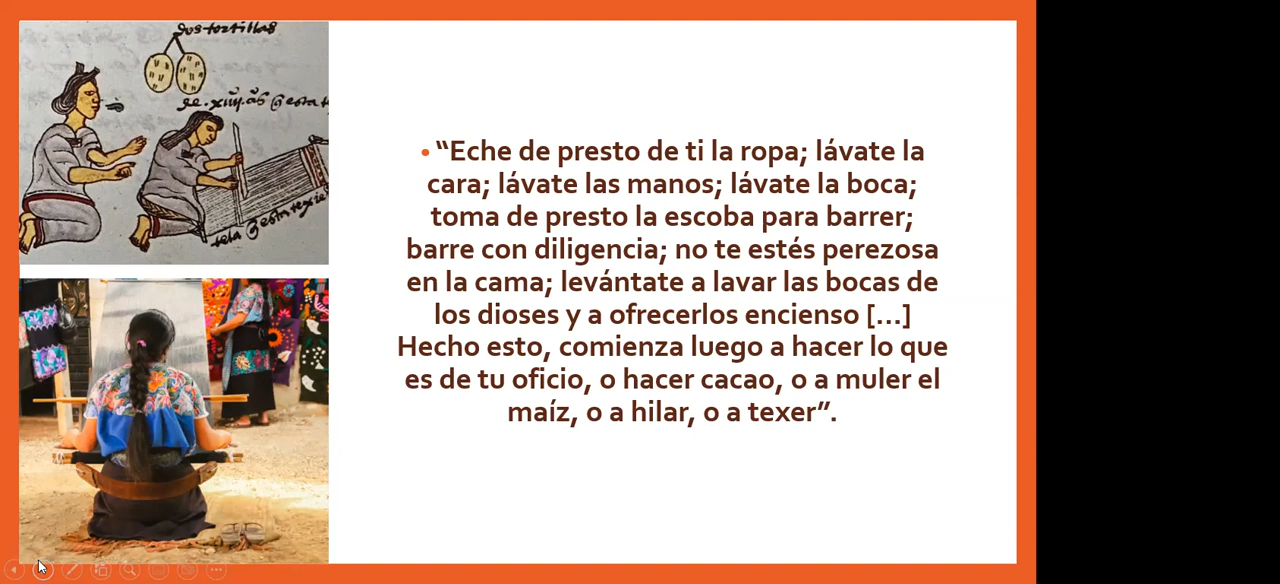 dos tortillas
• “Eche de presto de ti la ropa; lávate la
cara; lávate las manos; lávate la boca;
toma de presto la escoba para barrer;
barre con diligencia; no te estés perezosa
en la cama; levántate a lavar las bocas de
los dioses y a ofrecerlos encienso [...]
Hecho esto, comienza luego a hacer lo que
es de tu oficio, o hacer cacao, o a muler el
maíz, o a hilar, o a texer”.